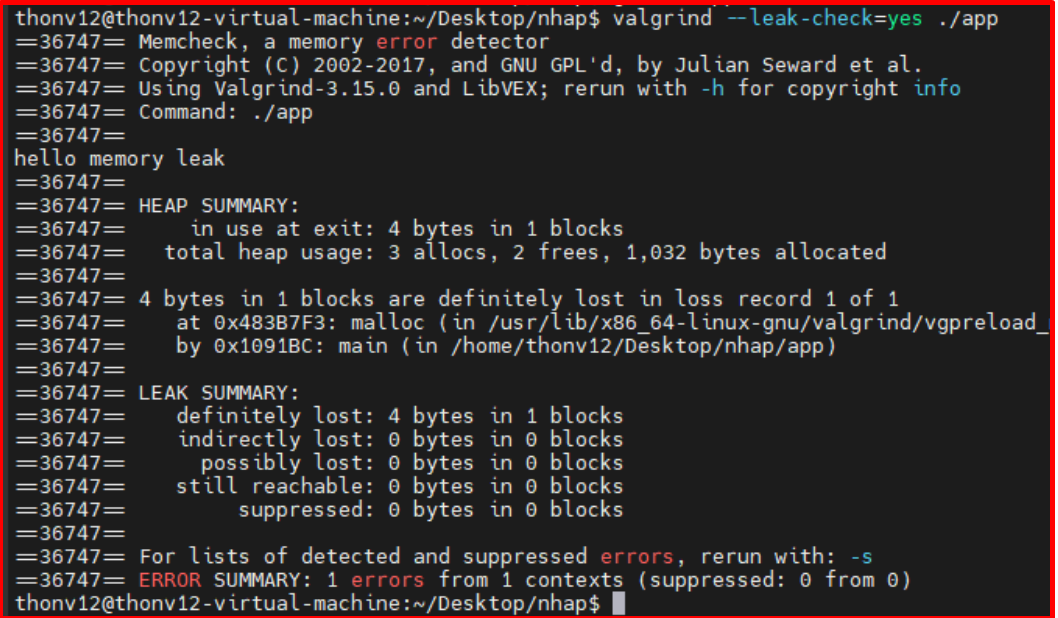 thonv12@thonv12-virtual-machine:~/Desktop/nhap$ valgrind --leak-check=yes ./app
==36747== Memcheck, a memory error detector
==36747== Copyright (C) 2002-2017, and GNU GPL'd, by Julian Seward et al.
==36747== Using Valgrind-3.15.0 and LibVEX; rerun with -h for copyright info
==36747== Command: ./app
==36747==
hello memory leak
==36747==
==36747== HEAP SUMMARY:
==36747==     in use at exit: 4 bytes in 1 blocks
==36747==   total heap usage: 3 allocs, 2 frees, 1,032 bytes allocated
==36747==
==36747== 4 bytes in 1 blocks are definitely lost in loss record 1 of 1
==36747==    at 0x483B7F3: malloc (in /usr/lib/x86_64-linux-gnu/valgrind/vgpreload_
==36747==    by 0x1091BC: main (in /home/thonv12/Desktop/nhap/app)
==36747==
==36747== LEAK SUMMARY:
==36747==    definitely lost: 4 bytes in 1 blocks
==36747==    indirectly lost: 0 bytes in 0 blocks
==36747==      possibly lost: 0 bytes in 0 blocks
==36747==    still reachable: 0 bytes in 0 blocks
==36747==         suppressed: 0 bytes in 0 blocks
==36747==
==36747== For lists of detected and suppressed errors, rerun with: -s
==36747== ERROR SUMMARY: 1 errors from 1 contexts (suppressed: 0 from 0)
thonv12@thonv12-virtual-machine:~/Desktop/nhap$